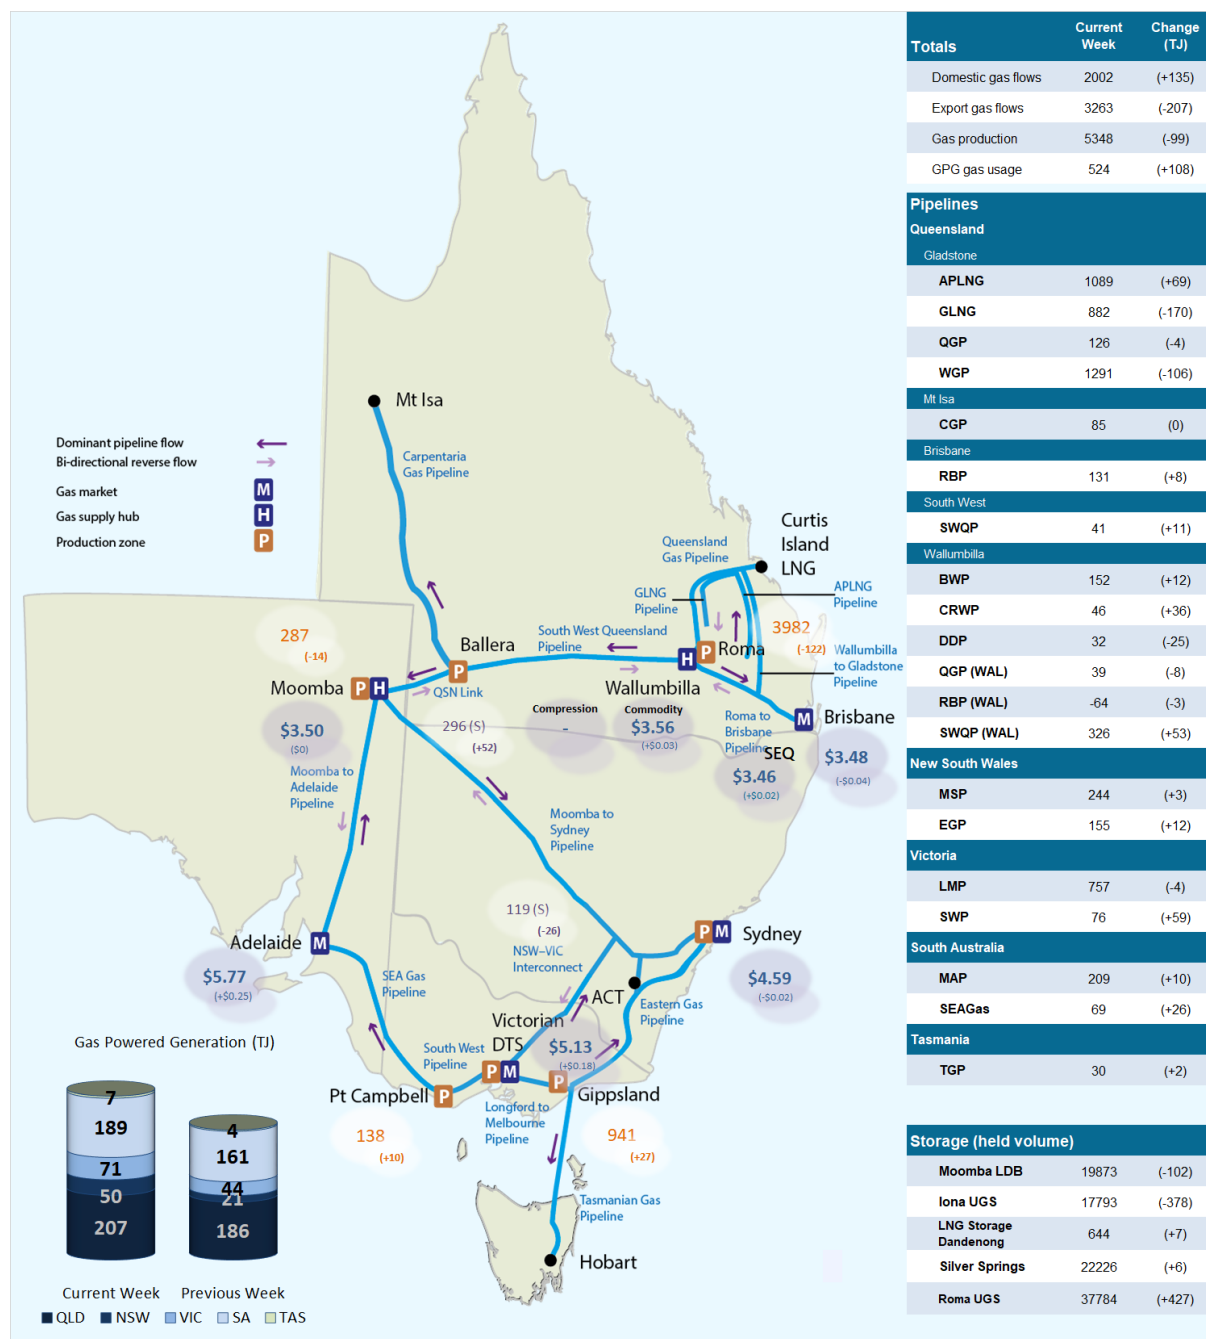 Dominant pipeline flow
Bi-directional reverse flow
Gas market M
Gas supply hub H
Production zone P
Mt Isa
Carpentaria
Gas Pipeline
Curtis
Island
LNG
Queensland
Gas Pipeline
GLNG
Pipeline
APLNG
Pipeline
3982
(-122)
Wallumbilla
to Gladstone
Pipeline
287
(-14)
Ballera
P
South West Queensland
Pipeline
H P Roma
Moomba P H
QSN Link
Wallumbilla
M Brisbane
$3.50
($0)
296 (S)
(+52)
Compression
-
Commodity
$3.56
(+$0.03)
Roma to
Brisbane
Pipeline
SEQ
$3.46
(+$0.02)
$3.48
(-$0.04)
Moomba to
Adelaide
Pipeline
Moomba to
Sydney
Pipeline
119 (S)
(-26)
NSW–VIC
Interconnect
Adelaide M
$5.77
(+$0.25)
P M Sydney
$4.59
(-$0.02)
SEA Gas
Pipeline
ACT
Eastern Gas
Pipeline
Victorian
DTS
P M
$5.13
(+$0.18)
South West
Pipeline
Pt Campbell P
138
(+10)
P
Gippsland
941
(+27)
Longford to
Melbourne
Pipeline
Tasmanian Gas
Pipeline
Hobart
Gas Powered Generation (TJ)
7
189
71
50
207
4
161
44
21
186
Current Week Previous Week
QLD NSW VIC SA TAS
Totals Current Week Change (TJ)
Domestic gas flows 2002 (+135)
Export gas flows 3263 (-207)
Gas production 5348 (-99)
GPG gas usage 524 (+108)
Pipelines
Queensland
Gladstone
APLNG 1089 (+69)
GLNG 882 (-170)
QGP 126 (-4)
WGP 1291 (-106)
Mt Isa
CGP 85 (0)
Brisbane
RBP 131 (+8)
South West
SWQP 41 (+11)
Wallumbilla
BWP 152 (+12)
CRWP 46 (+36)
DDP 32 (-25)
QGP (WAL) 39 (-8)
RBP (WAL) -64 (-3)
SWQP (WAL) 326 (+53)
New South Wales
MSP 244 (+3)
EGP 155 (+12)
Victoria
LMP 757 (-4)
SWP 76 (+59)
South Australia
MAP 209 (+10)
SEAGas 69 (+26)
Tasmania
TGP 30 (+2)
Storage (held volume)
Moomba LDB 19873 (-102)
Iona UGS 17793 (-378)
LNG Storage
Dandenong 644 (+7)
Silver Springs 22226 (+6)
Roma UGS 37784 (+427)